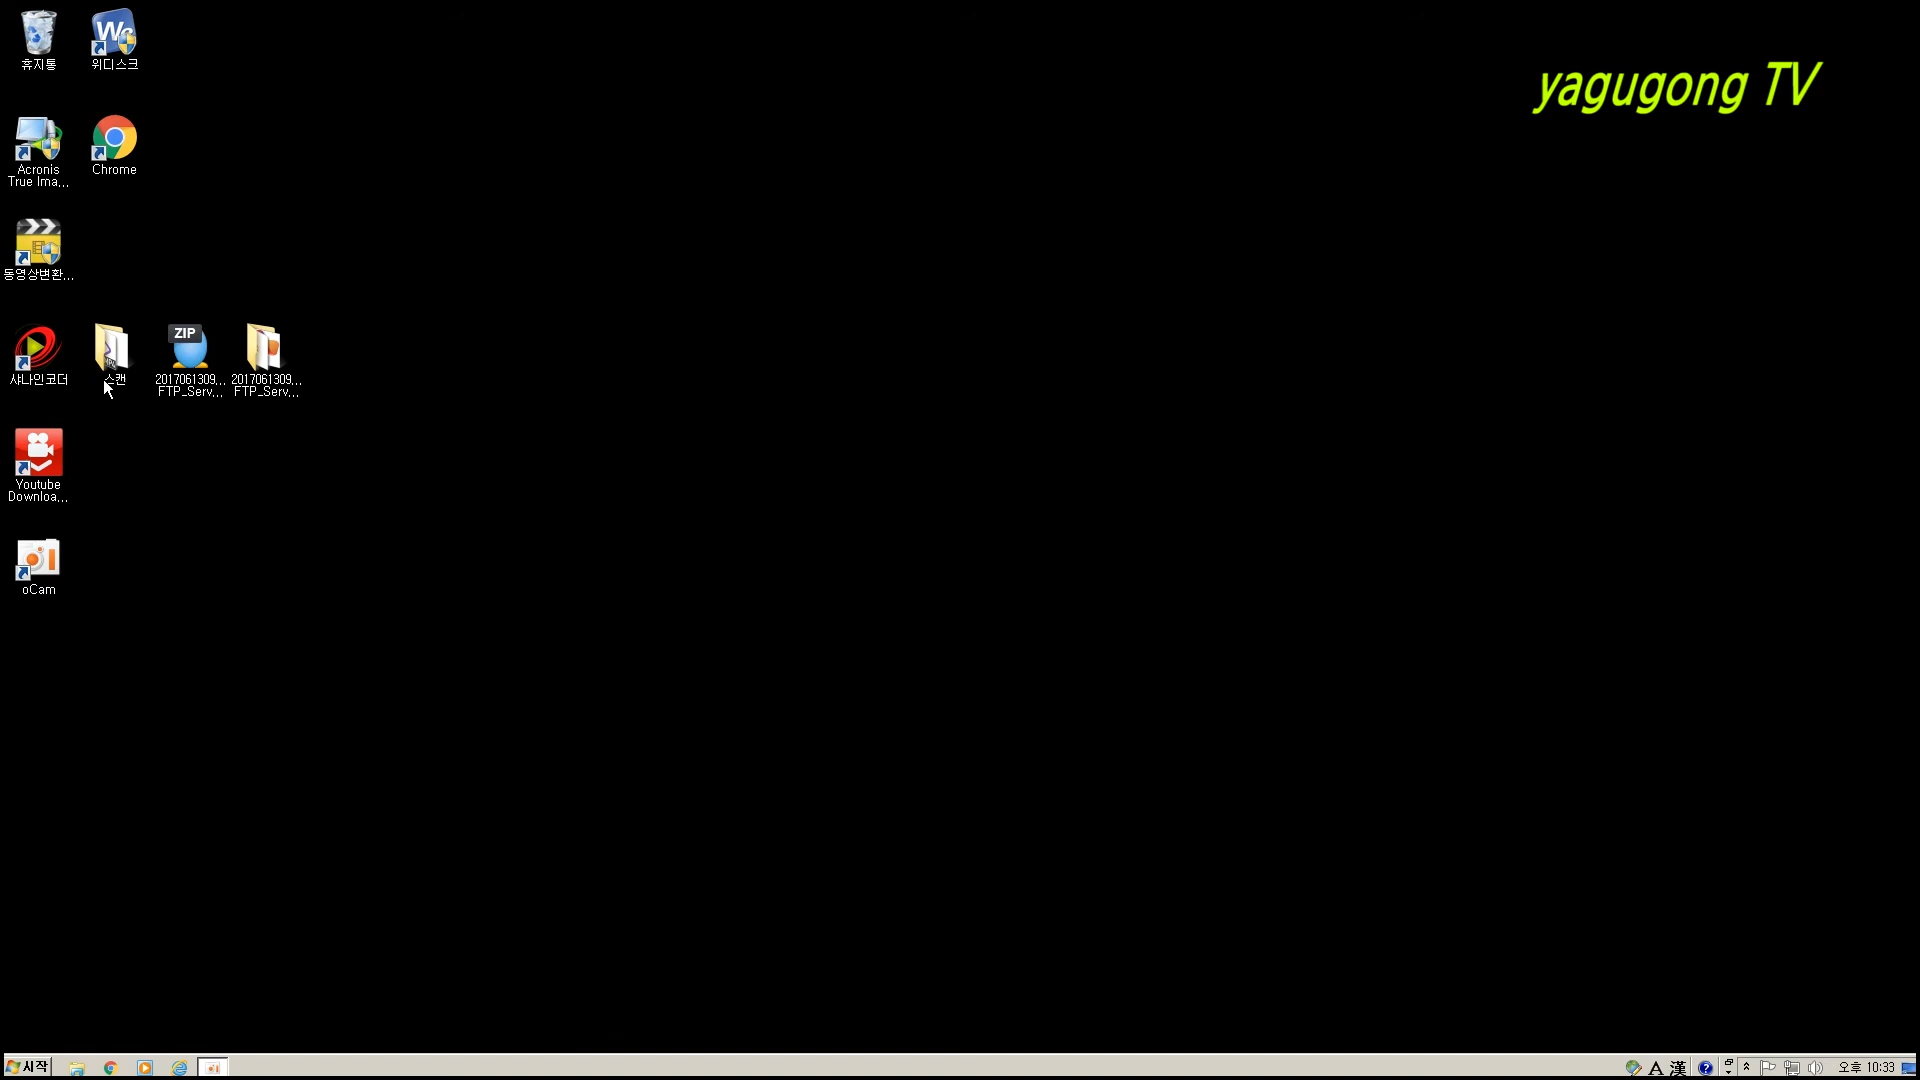 휴지통
위디스크
yagugong TV
Acronis
True Ima...
Chrome
동영상변환...
샤나인코더
스캔
ZIP
2017061309...
FTP_Serv...
2017061309...
FTP_Serv...
Youtube
Downloa...
oCam
시작
A 漢
오후 10:33